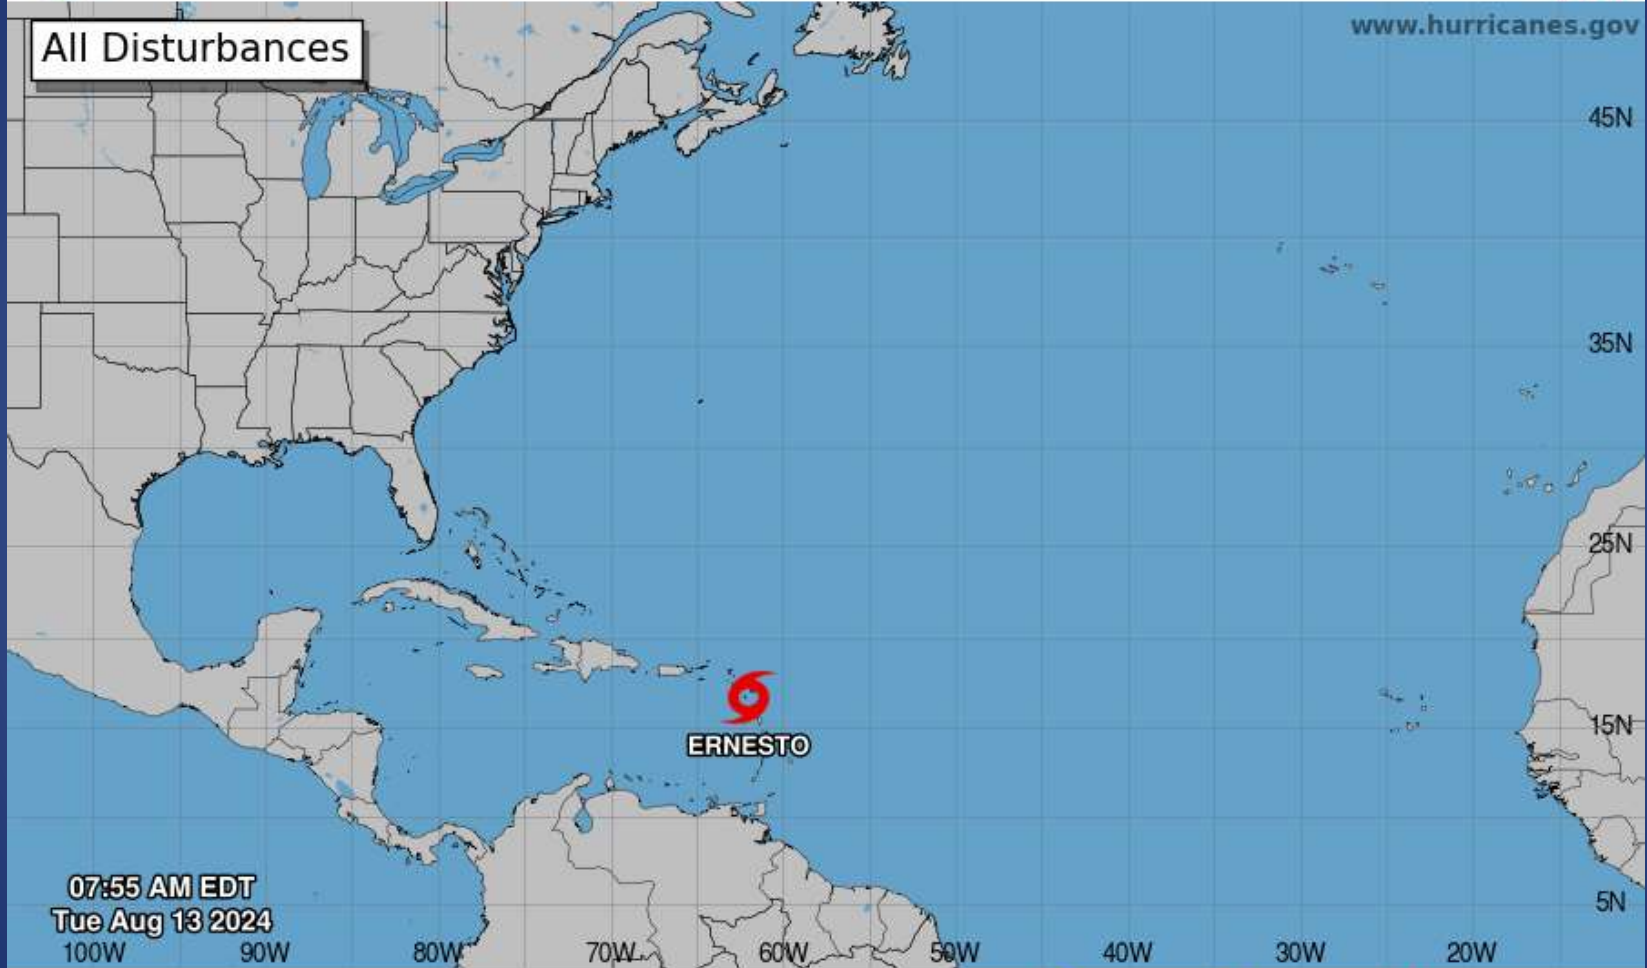 All Disturbances
www.hurricanes.gov
45N
35N
25N
15N
ERNESTO
07:55 AM EDT
Tue Aug 13 2024
5N
100W 90W 80W 70W 60W 50W 40W 30W 20W